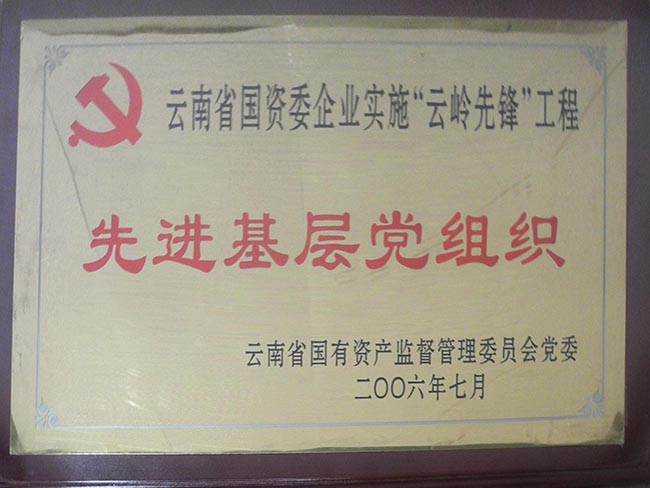 云南省国资委企业实施“云岭先锋”工程
先进基层党组织
云南省国有资产监督管理委员会党委
二〇〇六年七月